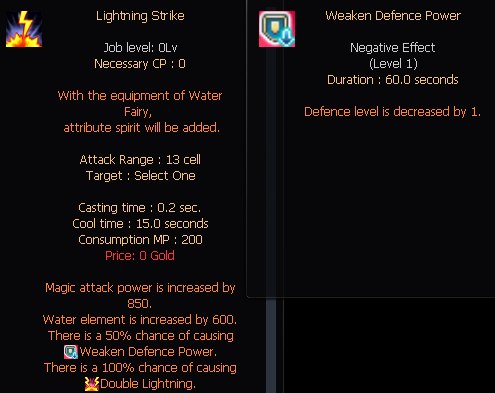 Lightning Strike
Job level: 0Lv
Necessary CP : 0
With the equipment of Water
Fairy,
attribute spirit will be added.
Attack Range : 13 cell
Target : Select One
Casting time : 0.2 sec.
Cool time : 15.0 seconds
Consumption MP : 200
Price: 0 Gold
Magic attack power is increased by
850.
Water element is increased by 600.
There is a 50% chance of causing
Weaken Defence Power.
There is a 100% chance of causing
Double Lightning.
Weaken Defence Power
Negative Effect
(Level 1)
Duration : 60.0 seconds
Defence level is decreased by 1.